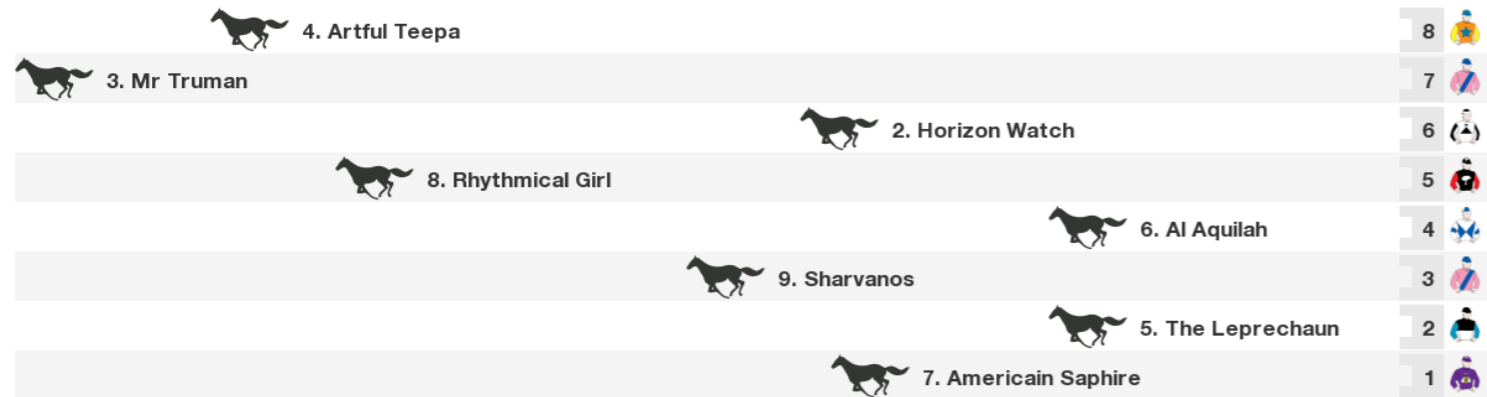 4. Artful Teepa 8
3. Mr Truman 7
2. Horizon Watch 6
8. Rhythmical Girl 5
6. Al Aquilah 4
9. Sharvanos 3
5. The Leprechaun 2
7. Americain Saphire 1